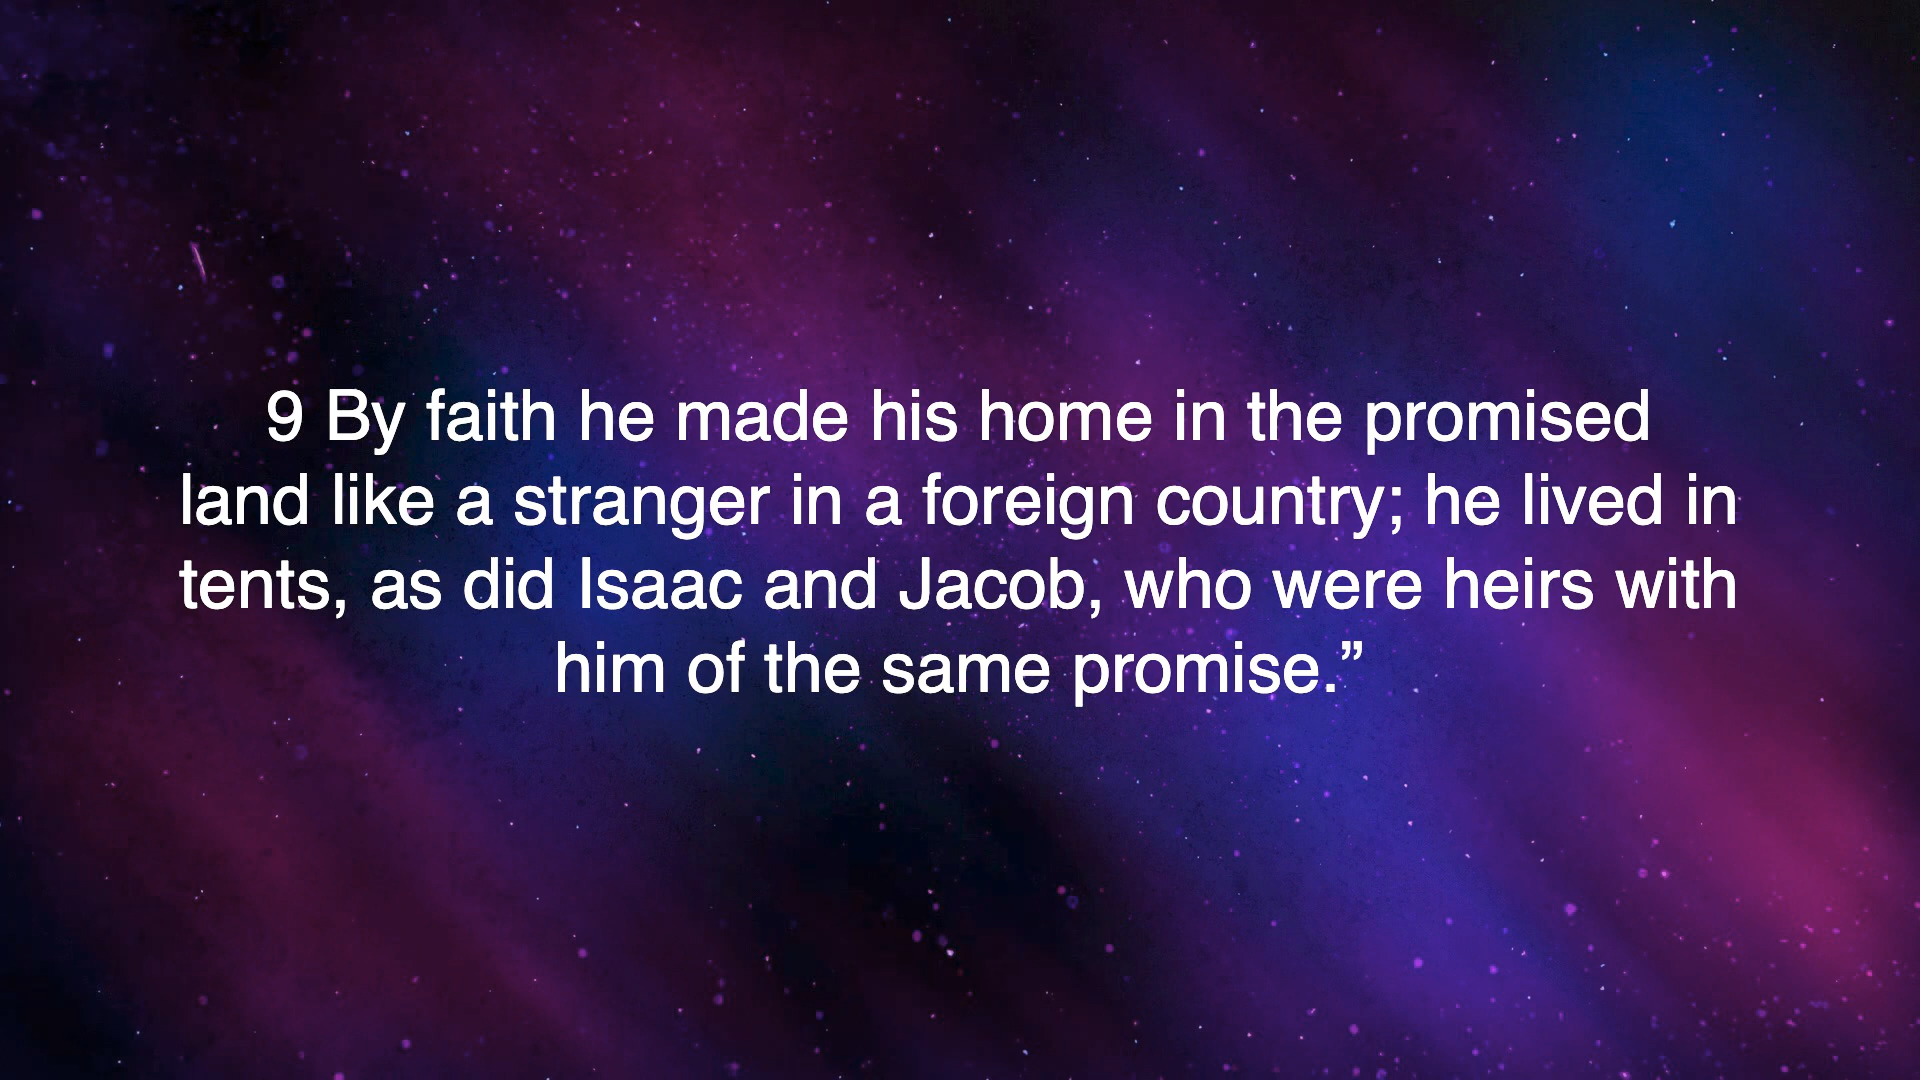 9 By faith he made his home in the promised
land like a stranger in a foreign country; he lived in
tents, as did Isaac and Jacob, who were heirs with
him of the same promise.”